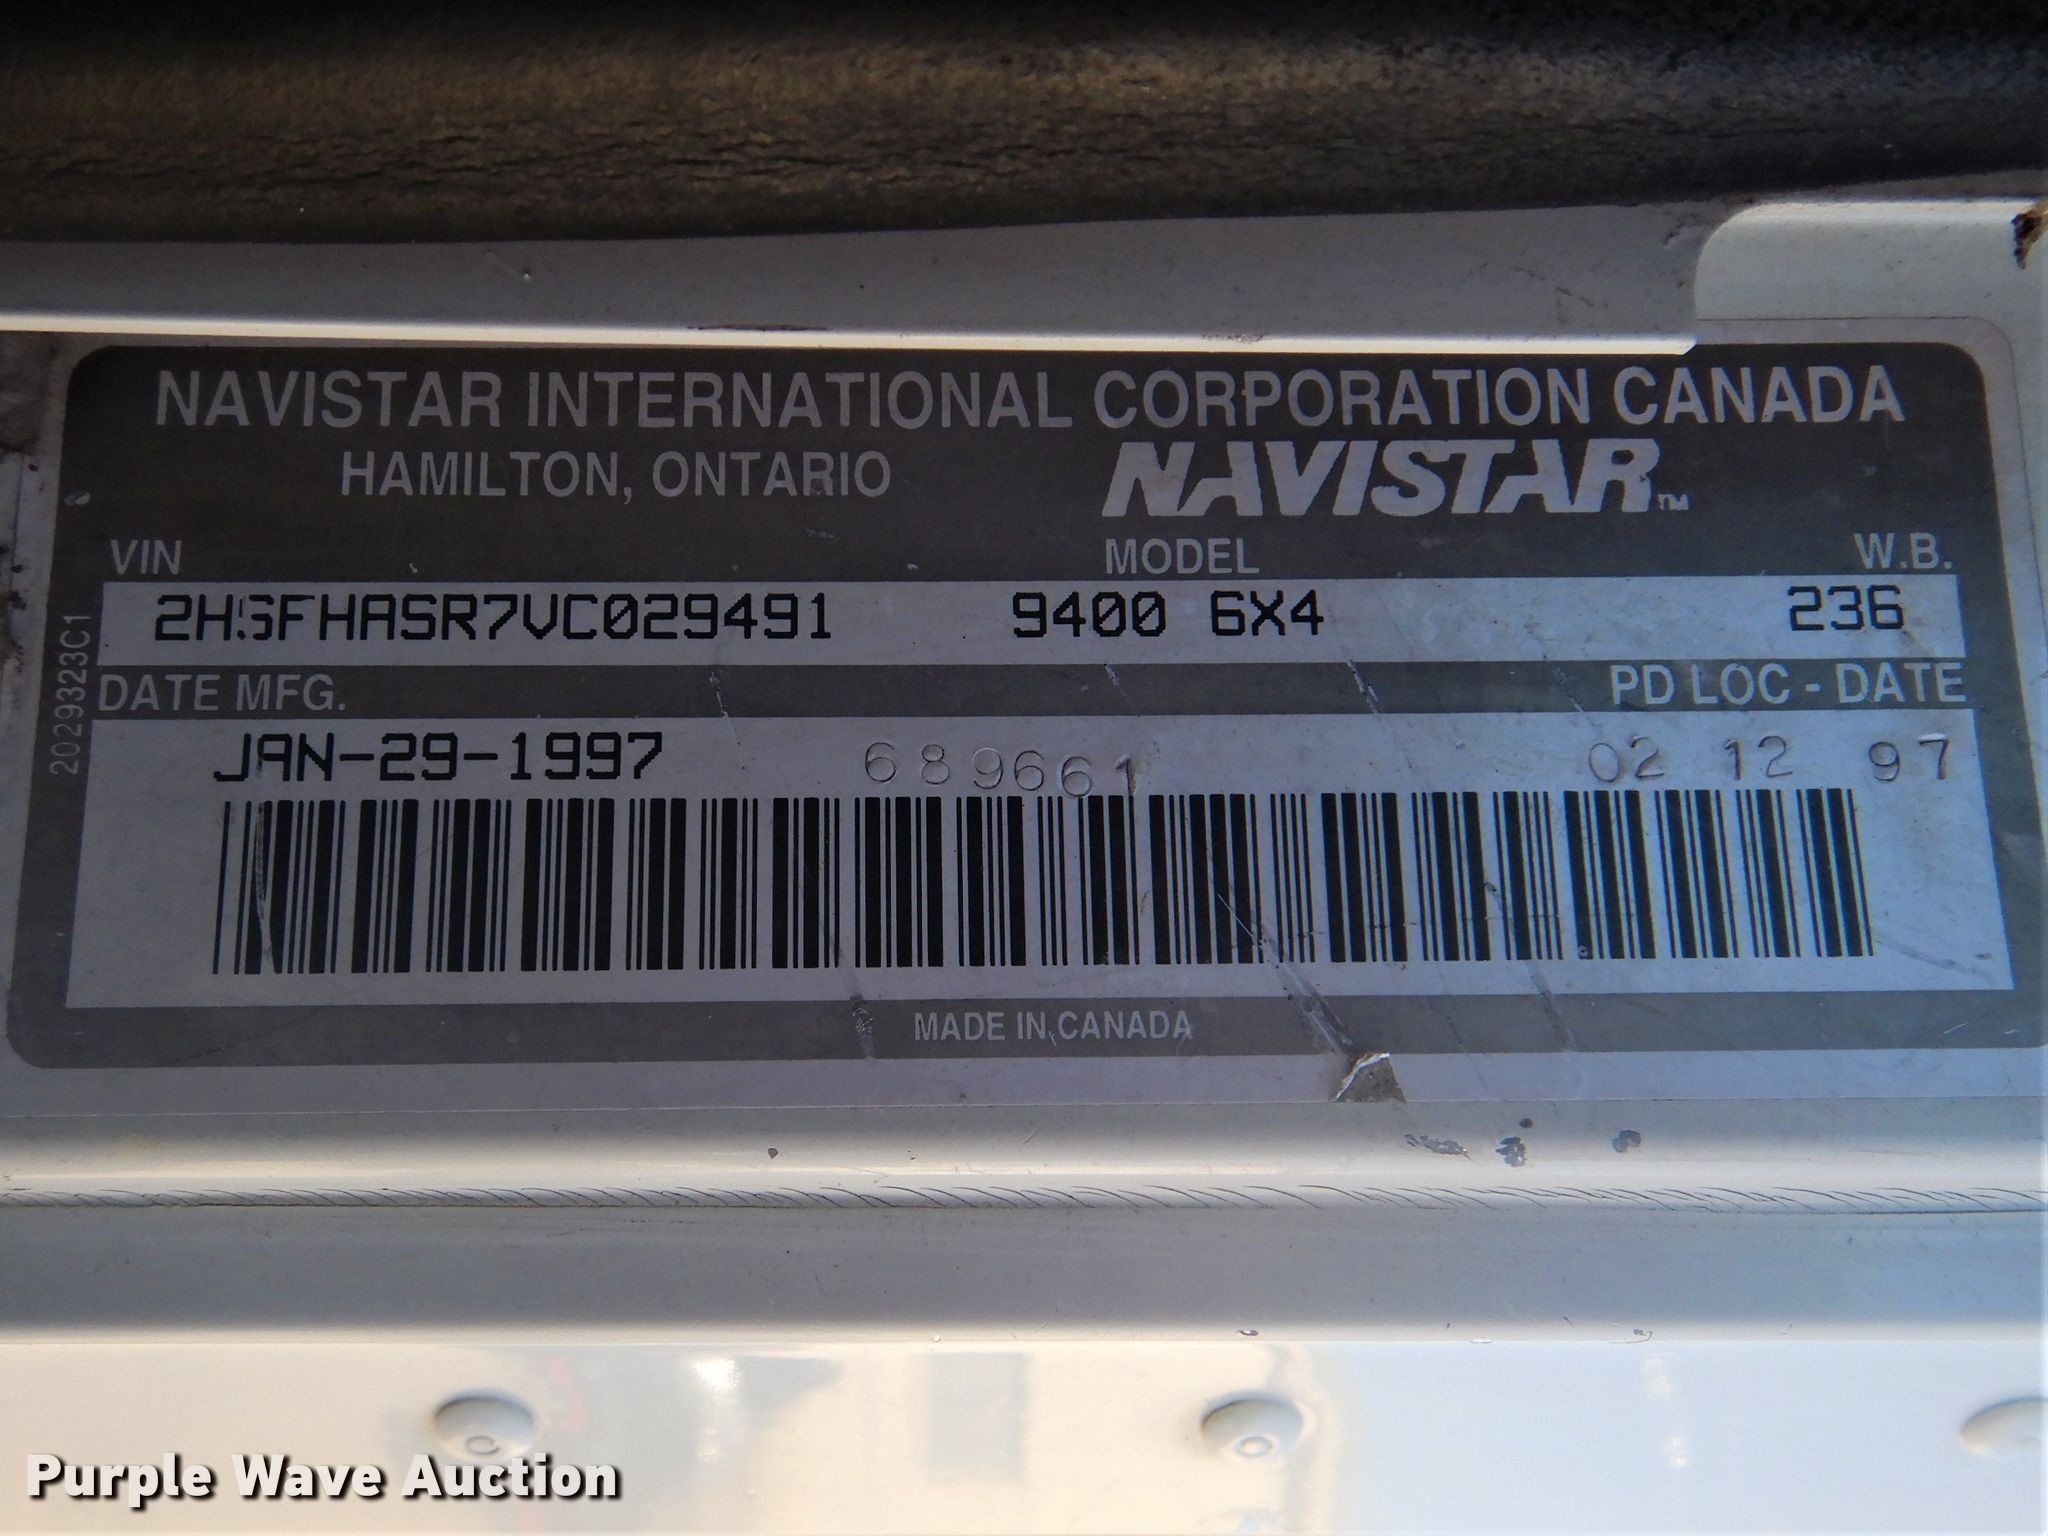 NAVISTAR INTERNATIONAL CORPORATION CANADA
HAMILTON, ONTARIO
NAVISTAR™
VIN MODEL W.B.
2HSFHASR7VC029491 9400 6X4 236
DATE MFG. PD LOC - DATE
JAN-29-1997 689661 02 12 97
2029323C1
MADE IN CANADA
Purple Wave Auction